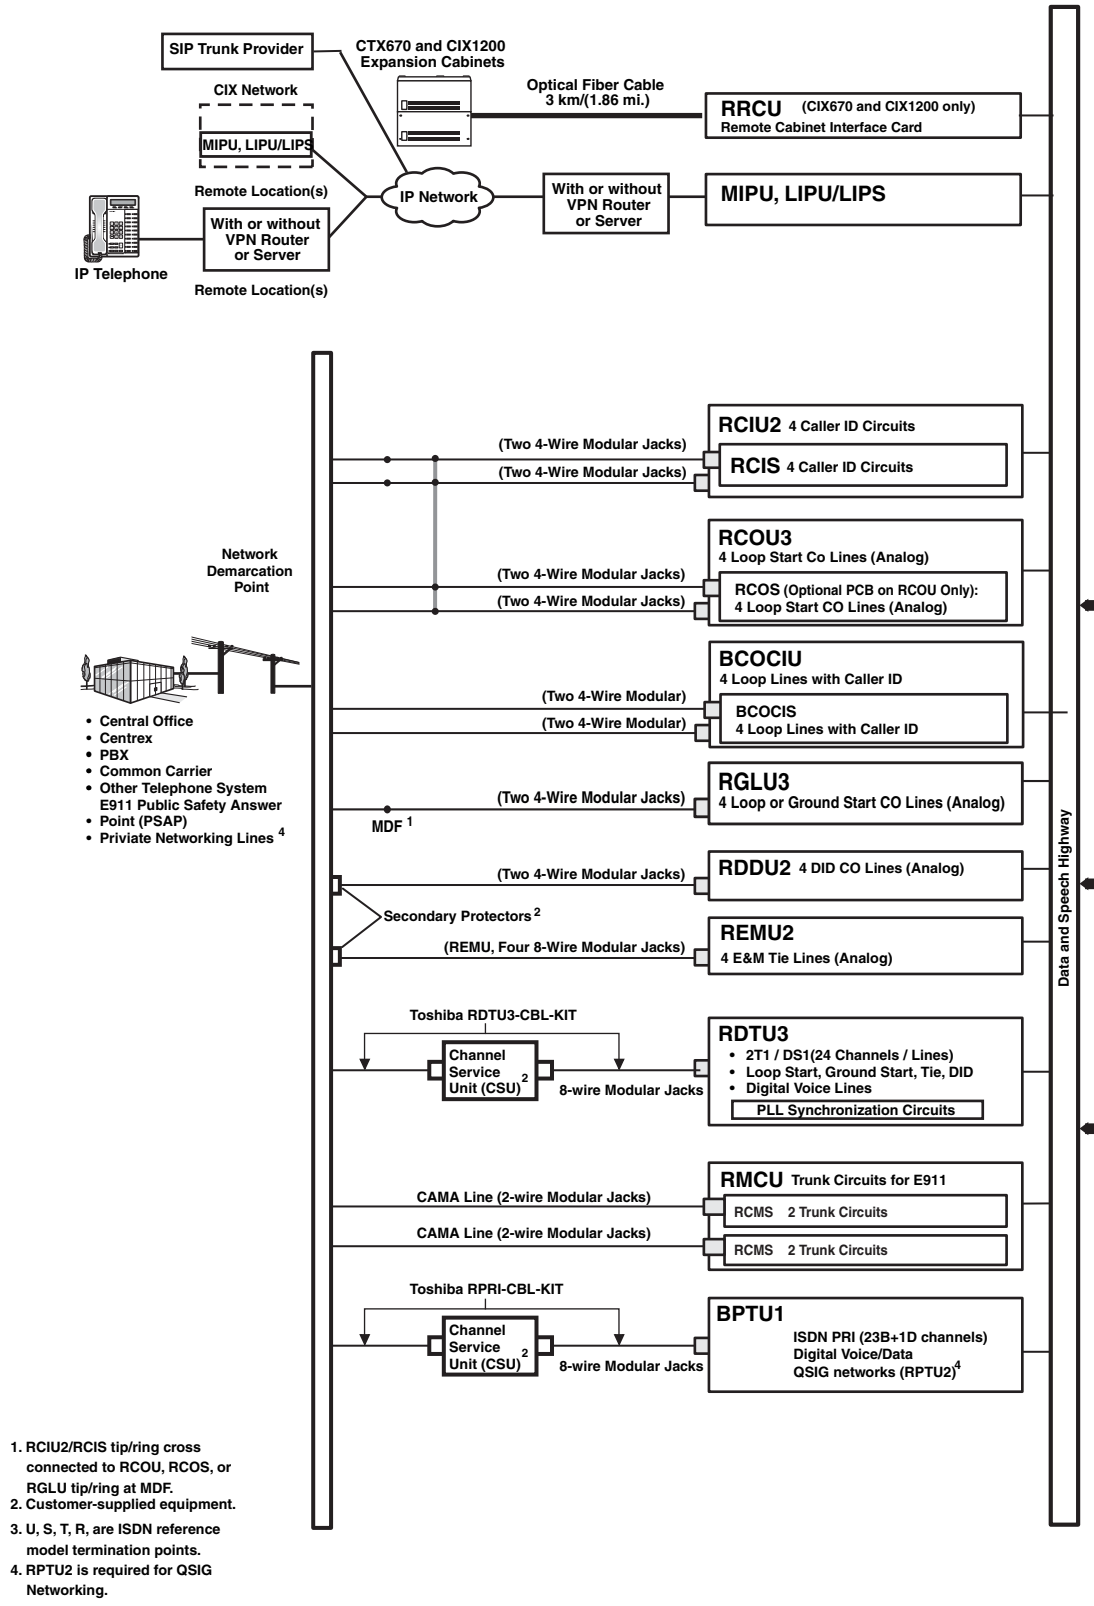 SIP Trunk Provider
CTX670 and CIX1200
Expansion Cabinets
CIX Network
MIPU, LIPU/LIPS
Optical Fiber Cable
3 km/(1.86 mi.)
RRCU (CIX670 and CIX1200 only)
Remote Cabinet Interface Card
Remote Location(s)
With or without
VPN Router
or Server
IP Telephone
Remote Location(s)
IP Network
With or without
VPN Router
or Server
MIPU, LIPU/LIPS
Data and Speech Highway
Network
Demarcation
Point
• Central Office
• Centrex
• PBX
• Common Carrier
• Other Telephone System
E911 Public Safety Answer
• Point (PSAP)
• Priviate Networking Lines 4
(Two 4-Wire Modular Jacks)
(Two 4-Wire Modular Jacks)
RCIU2 4 Caller ID Circuits
RCIS 4 Caller ID Circuits
(Two 4-Wire Modular Jacks)
(Two 4-Wire Modular Jacks)
RCOU3
4 Loop Start Co Lines (Analog)
RCOS (Optional PCB on RCOU Only):
4 Loop Start CO Lines (Analog)
(Two 4-Wire Modular)
(Two 4-Wire Modular)
BCOCIU
4 Loop Lines with Caller ID
BCOCIS
4 Loop Lines with Caller ID
(Two 4-Wire Modular Jacks)
MDF 1
RGLU3
4 Loop or Ground Start CO Lines (Analog)
(Two 4-Wire Modular Jacks)
RDDU2 4 DID CO Lines (Analog)
Secondary Protectors 2
(REMU, Four 8-Wire Modular Jacks)
REMU2
4 E&M Tie Lines (Analog)
Toshiba RDTU3-CBL-KIT
Channel
Service
Unit (CSU) 2
8-wire Modular Jacks
RDTU3
• 2T1 / DS1(24 Channels / Lines)
• Loop Start, Ground Start, Tie, DID
• Digital Voice Lines
PLL Synchronization Circuits
CAMA Line (2-wire Modular Jacks)
CAMA Line (2-wire Modular Jacks)
RMCU Trunk Circuits for E911
RCMS 2 Trunk Circuits
RCMS 2 Trunk Circuits
Toshiba RPRI-CBL-KIT
Channel
Service
Unit (CSU) 2
8-wire Modular Jacks
BPTU1
ISDN PRI (23B+1D channels)
Digital Voice/Data
QSIG networks (RPTU2)4
1. RCIU2/RCIS tip/ring cross
connected to RCOU, RCOS, or
RGLU tip/ring at MDF.
2. Customer-supplied equipment.
3. U, S, T, R, are ISDN reference
model termination points.
4. RPTU2 is required for QSIG
Networking.